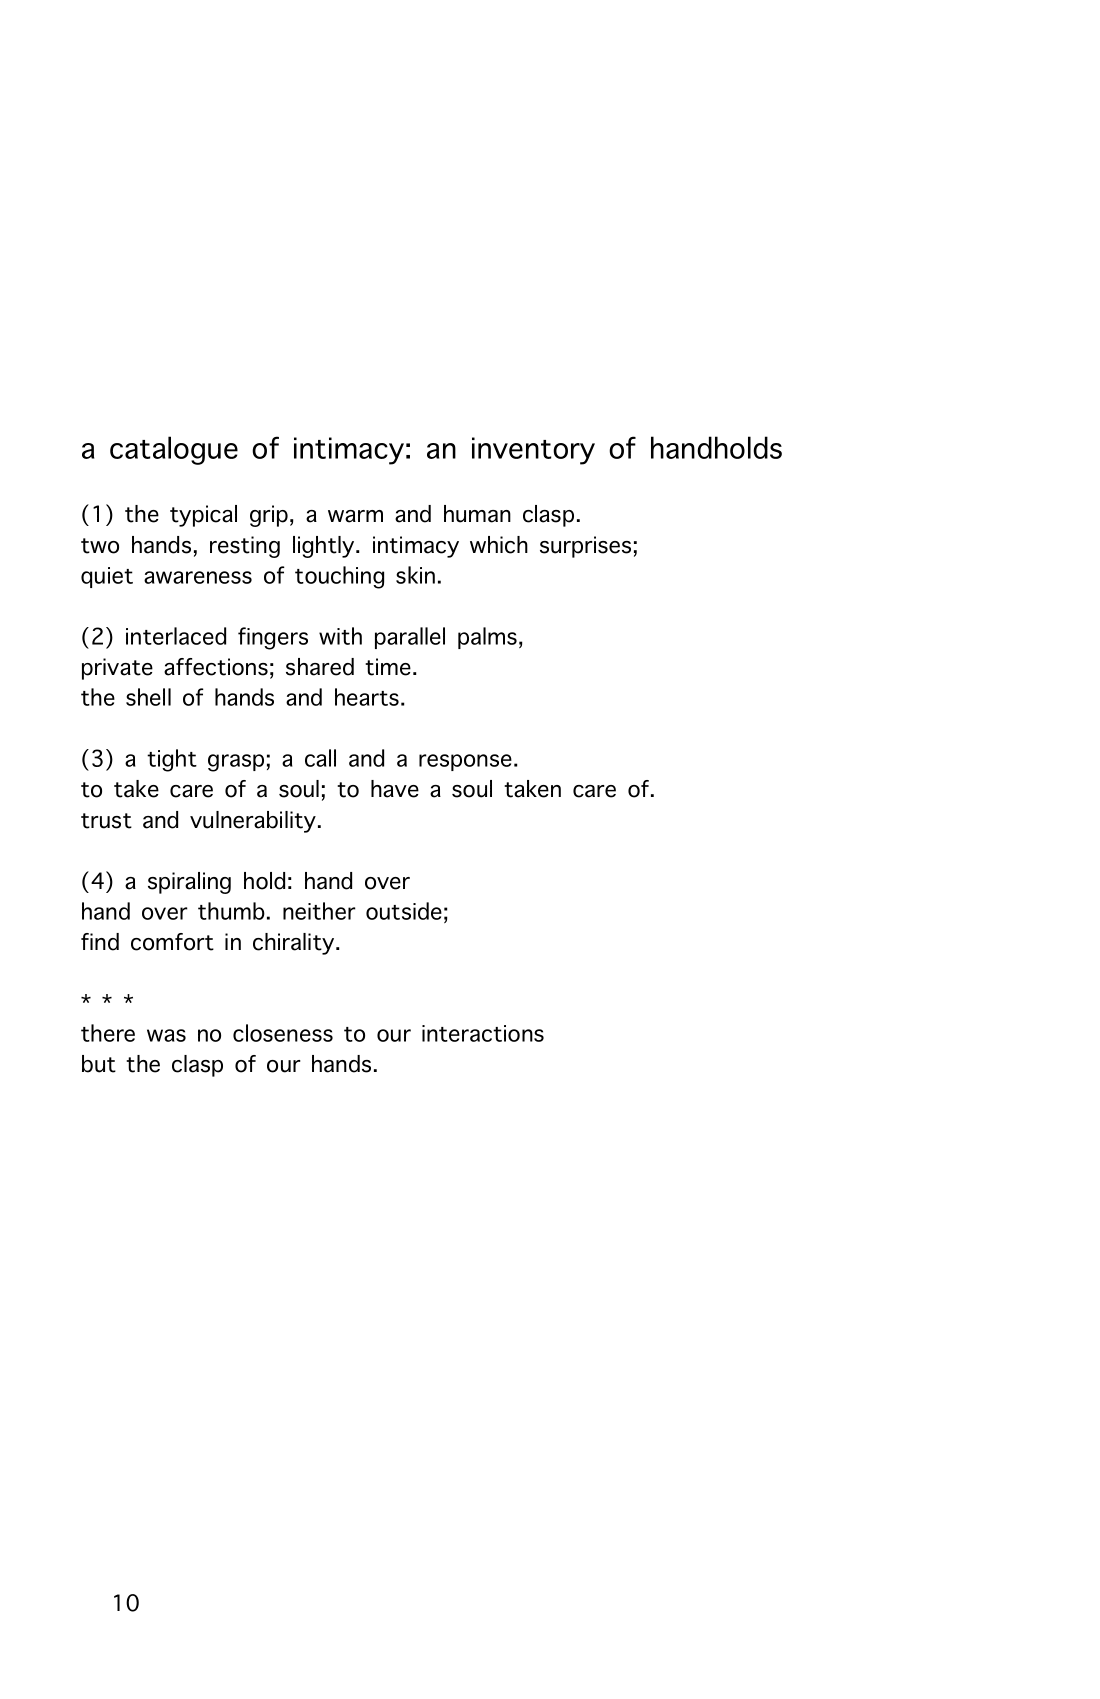 a catalogue of intimacy: an inventory of handholds
(1) the typical grip, a warm and human clasp.
two hands, resting lightly. intimacy which surprises;
quiet awareness of touching skin.
(2) interlaced fingers with parallel palms,
private affections; shared time.
the shell of hands and hearts.
(3) a tight grasp; a call and a response.
to take care of a soul; to have a soul taken care of.
trust and vulnerability.
(4) a spiraling hold: hand over
hand over thumb. neither outside;
find comfort in chirality.
* * *
there was no closeness to our interactions
but the clasp of our hands.
10